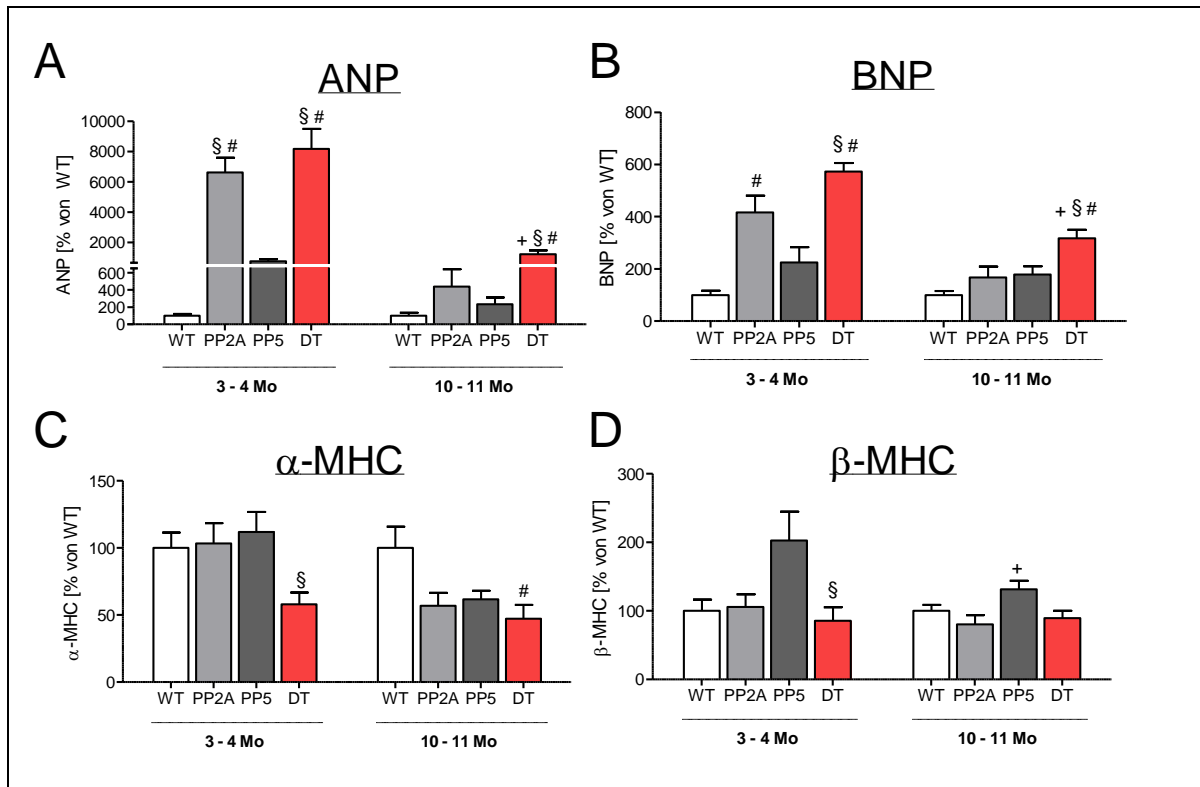 A
ANP
ANP [% von WT]
10000
8000
6000
4000
2000
600
400
200
0
§ #
§ #
+ § #
WT PP2A PP5 DT
WT PP2A PP5 DT
3 - 4 Mo
10 - 11 Mo
B
BNP
BNP [% von WT]
800
600
400
200
0
#
§ #
+ § #
WT PP2A PP5 DT
WT PP2A PP5 DT
3 - 4 Mo
10 - 11 Mo
C
α-MHC
α-MHC [% von WT]
150
100
50
0
§
#
WT PP2A PP5 DT
WT PP2A PP5 DT
3 - 4 Mo
10 - 11 Mo
D
β-MHC
β-MHC [% von WT]
300
200
100
0
§
+
WT PP2A PP5 DT
WT PP2A PP5 DT
3 - 4 Mo
10 - 11 Mo